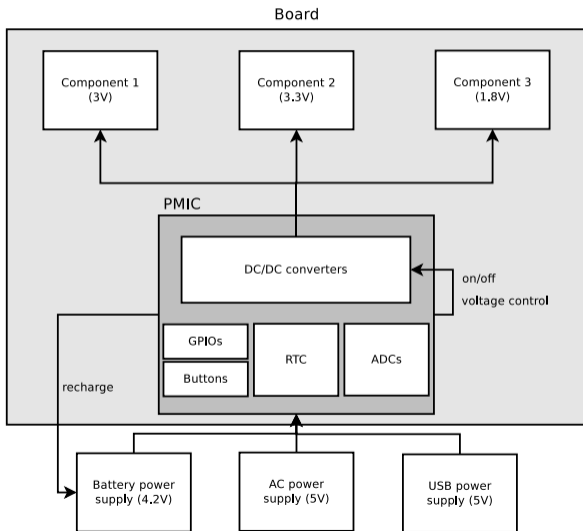 Board
Component 1
(3V)
Component 2
(3.3V)
Component 3
(1.8V)
PMIC
DC/DC converters
on/off
voltage control
GPIOs
Buttons
RTC
ADCs
recharge
Battery power
supply (4.2V)
AC power
supply (5V)
USB power
supply (5V)